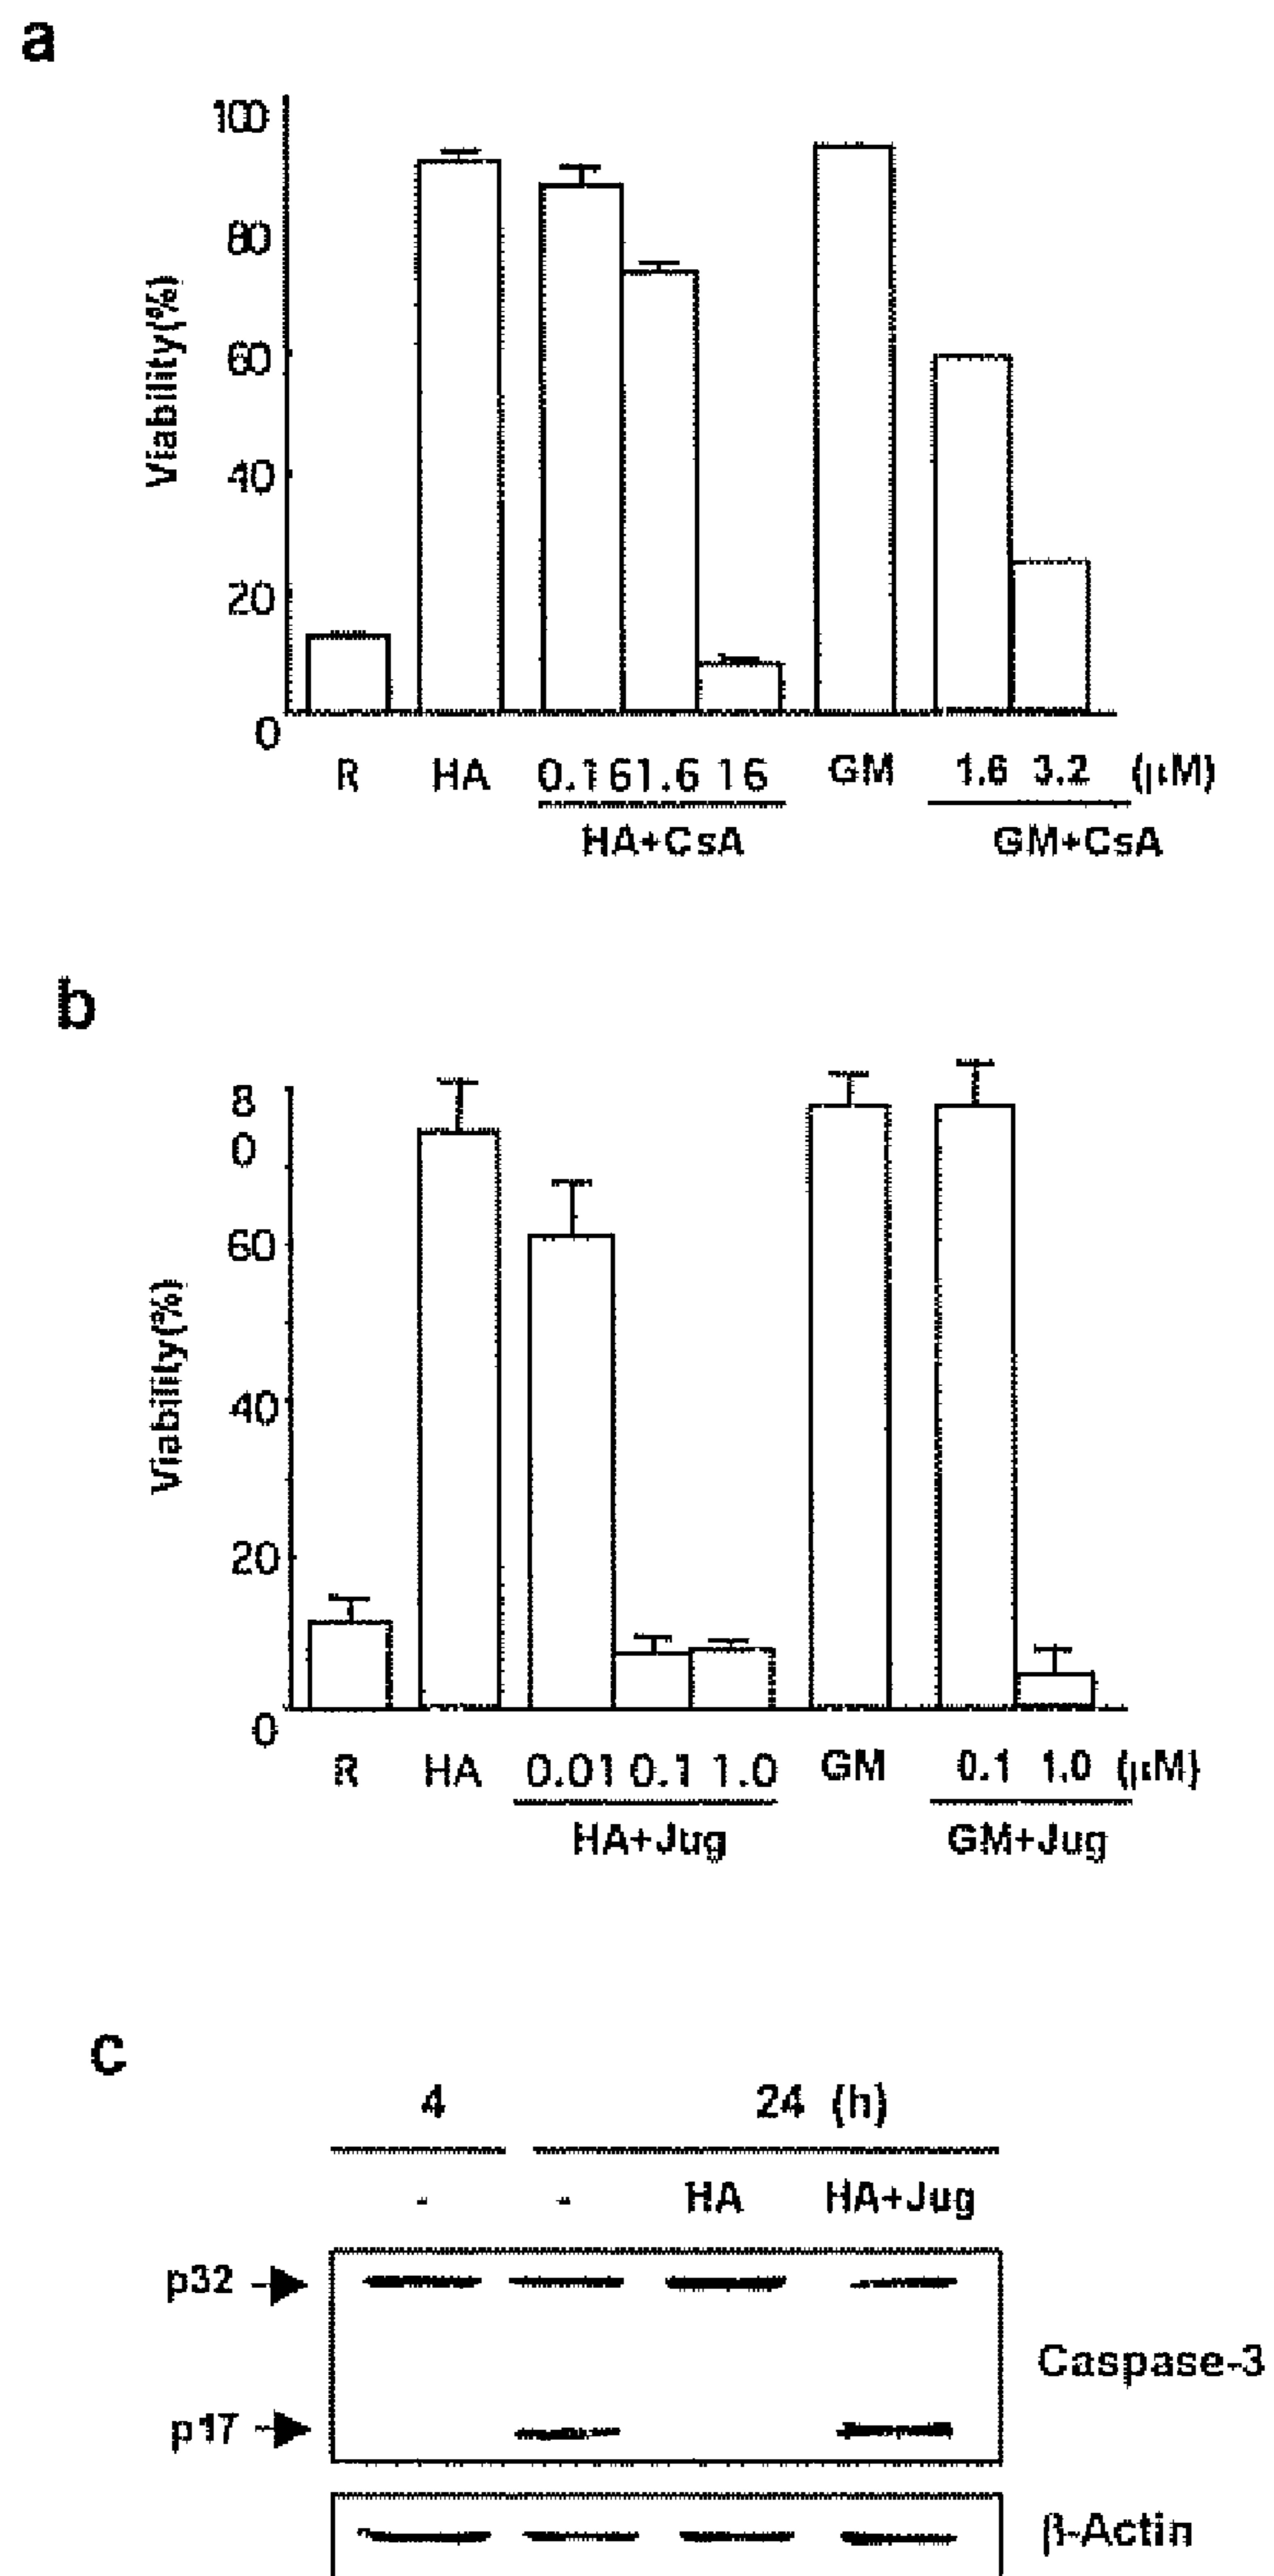 a
100
80
60
40
20
0
Viability(%)
R HA 0.16 1.6 16 GM 1.6 3.2 (μM)
HA+CsA GM+CsA
b
80
60
40
20
0
Viability(%)
R HA 0.01 0.1 1.0 GM 0.1 1.0 (μM)
HA+Jug GM+Jug
c
4 24 (h)
- - HA HA+Jug
p32
Caspase-3
p17
β-Actin